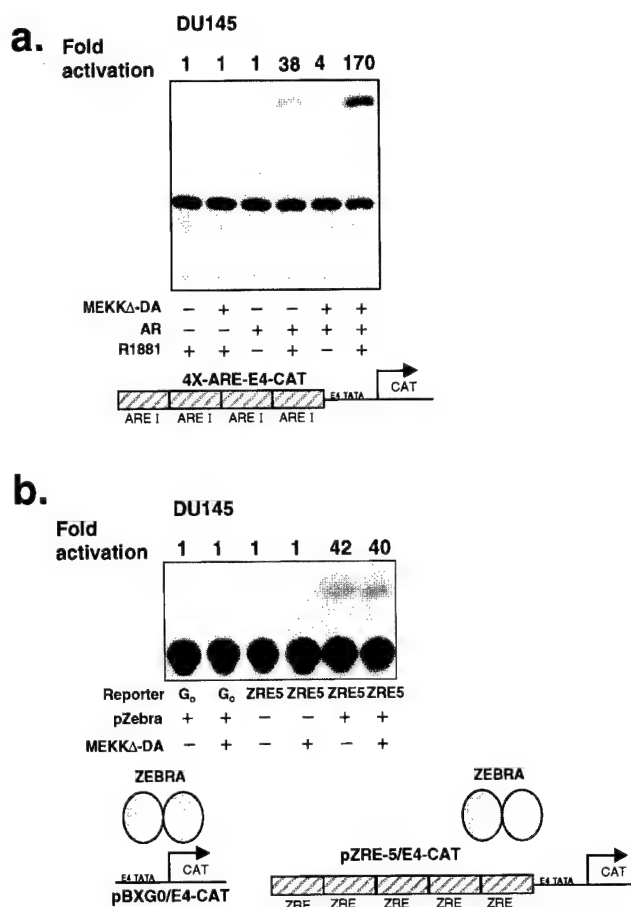 a.
DU145
Fold activation
1 1 1 38 4 170
MEKKΔ-DA − + − − + +
AR − − + + + +
R1881 + + − + − +
4X-ARE-E4-CAT
E4 TATA CAT
ARE I ARE I ARE I ARE I
b.
DU145
Fold activation
1 1 1 1 42 40
Reporter G₀ G₀ ZRE5 ZRE5 ZRE5 ZRE5
pZebra + + − − + +
MEKKΔ-DA − + − + − +
ZEBRA ZEBRA
pZRE-5/E4-CAT
E4 TATA CAT
E4 TATA CAT
pBXG0/E4-CAT
ZRE ZRE ZRE ZRE ZRE